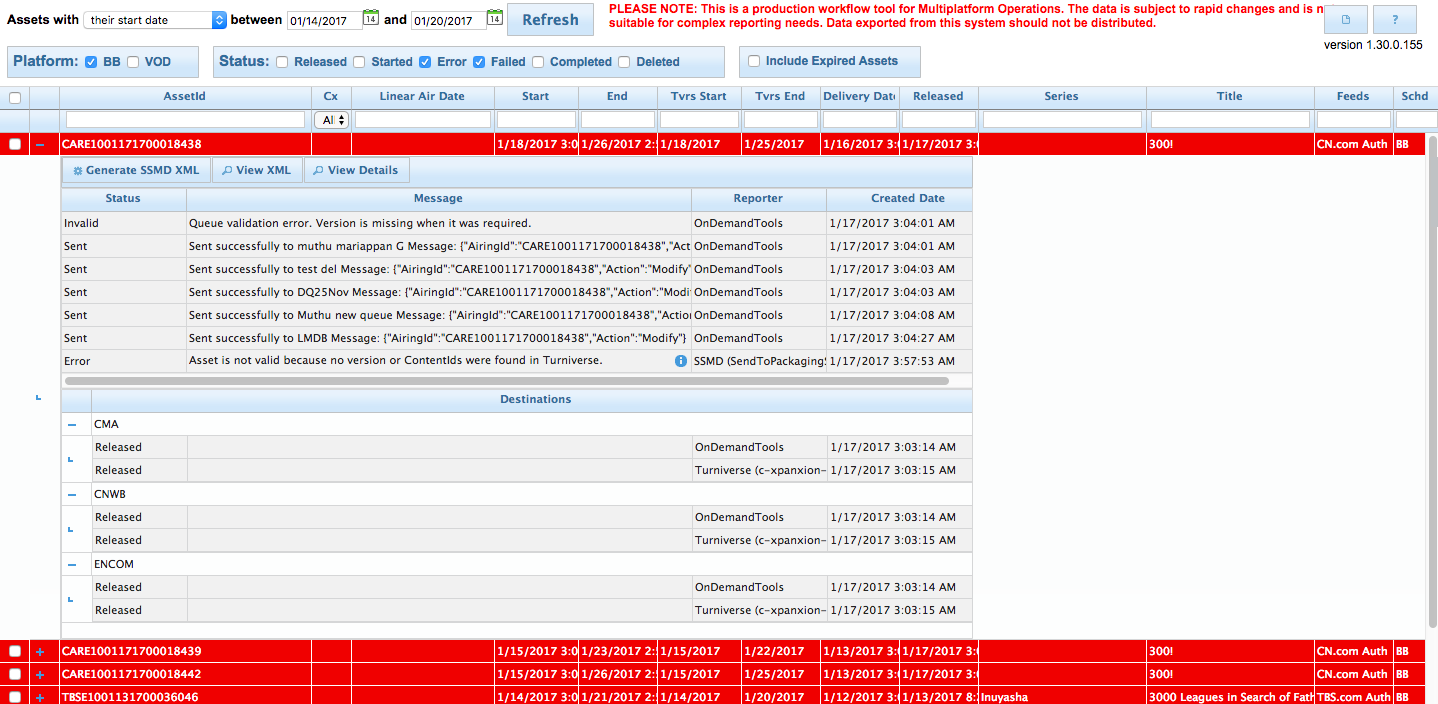 Assets with their start date between 01/14/2017 14 and 01/20/2017 14 Refresh
PLEASE NOTE: This is a production workflow tool for Multiplatform Operations. The data is subject to rapid changes and is
suitable for complex reporting needs. Data exported from this system should not be distributed.
?
version 1.30.0.155
Platform: BB VOD Status: Released Started Error Failed Completed Deleted Include Expired Assets
AssetId Cx Linear Air Date Start End Tvrs Start Tvrs End Delivery Date Released Series Title Feeds Schd
All
CARE1001171700018438 1/18/2017 3:0 1/26/2017 2:5 1/18/2017 1/25/2017 1/16/2017 3:0 1/17/2017 3:0 300! CN.com Auth BB
Generate SSMD XML View XML View Details
Status Message Reporter Created Date
Invalid Queue validation error. Version is missing when it was required. OnDemandTools 1/17/2017 3:04:01 AM
Sent Sent successfully to muthu mariappan G Message: {"AiringId":"CARE1001171700018438","Act OnDemandTools 1/17/2017 3:04:01 AM
Sent Sent successfully to test del Message: {"AiringId":"CARE1001171700018438","Action":"Modify" OnDemandTools 1/17/2017 3:04:03 AM
Sent Sent successfully to DQ25Nov Message: {"AiringId":"CARE1001171700018438","Action":"Modi OnDemandTools 1/17/2017 3:04:03 AM
Sent Sent successfully to Muthu new queue Message: {"AiringId":"CARE1001171700018438","Actio OnDemandTools 1/17/2017 3:04:08 AM
Sent Sent successfully to LMDB Message: {"AiringId":"CARE1001171700018438","Action":"Modify"} OnDemandTools 1/17/2017 3:04:27 AM
Error Asset is not valid because no version or ContentIds were found in Turniverse. SSMD (SendToPackagingS 1/17/2017 3:57:53 AM
Destinations
CMA
Released OnDemandTools 1/17/2017 3:03:14 AM
Released Turniverse (c-xpanxion- 1/17/2017 3:03:15 AM
CNWB
Released OnDemandTools 1/17/2017 3:03:14 AM
Released Turniverse (c-xpanxion- 1/17/2017 3:03:15 AM
ENCOM
Released OnDemandTools 1/17/2017 3:03:14 AM
Released Turniverse (c-xpanxion- 1/17/2017 3:03:15 AM
CARE1001171700018439 1/15/2017 3:0 1/23/2017 2:5 1/15/2017 1/22/2017 1/13/2017 3:0 1/17/2017 3:0 300! CN.com Auth BB
CARE1001171700018442 1/15/2017 3:0 1/26/2017 2:5 1/15/2017 1/25/2017 1/13/2017 3:0 1/17/2017 3:0 300! CN.com Auth BB
TBSE1001131700036046 1/14/2017 3:0 1/21/2017 2:5 1/14/2017 1/20/2017 1/12/2017 3:0 1/13/2017 8: Inuyasha 3000 Leagues in Search of Fath TBS.com Auth BB